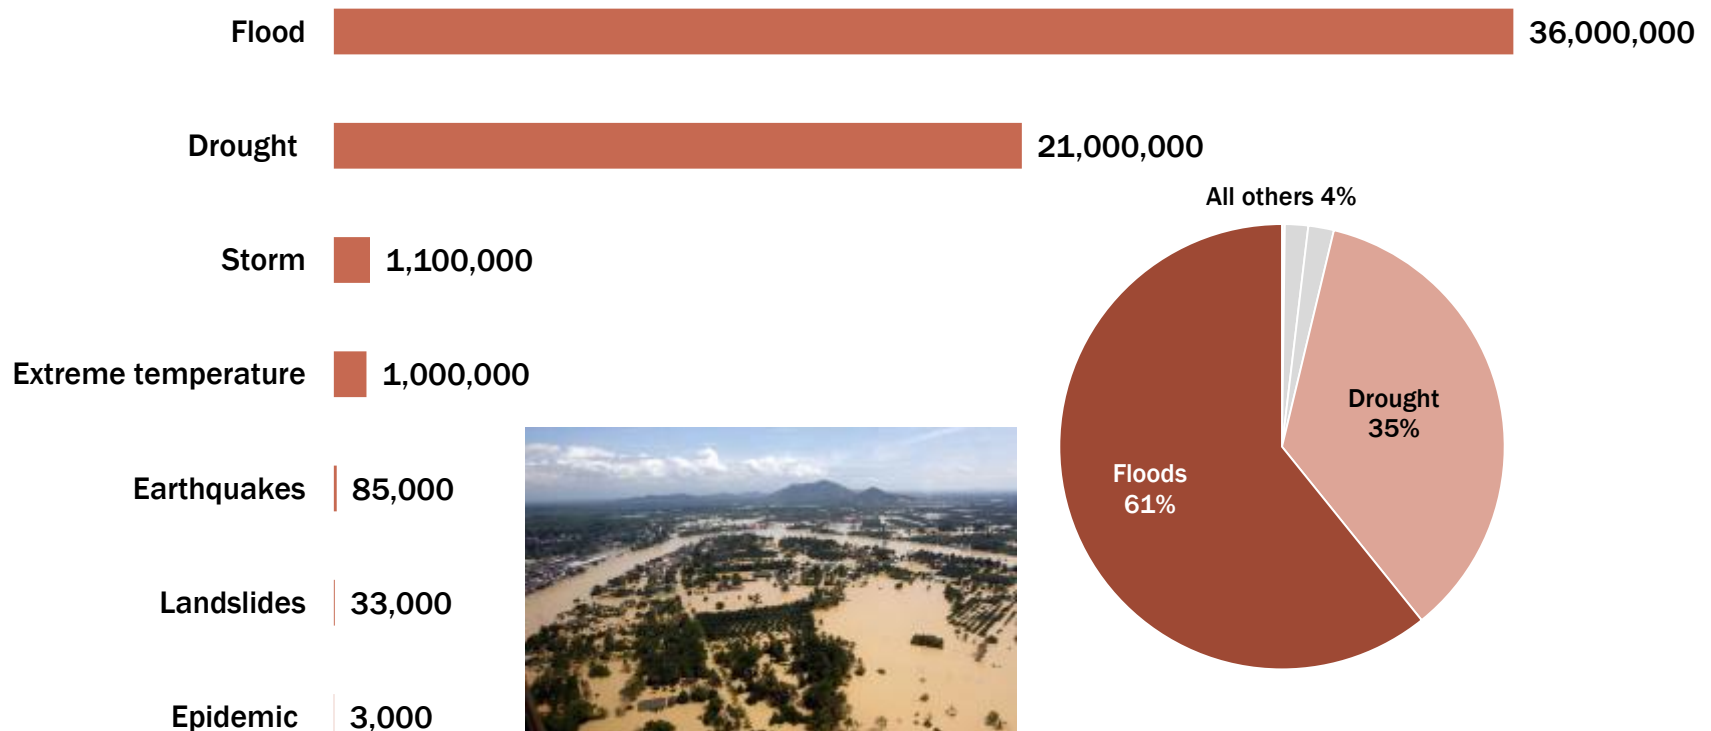 Flood 36,000,000
Drought 21,000,000
Storm 1,100,000
Extreme temperature 1,000,000
Earthquakes 85,000
Landslides 33,000
Epidemic 3,000
All others 4%
Drought
35%
Floods
61%